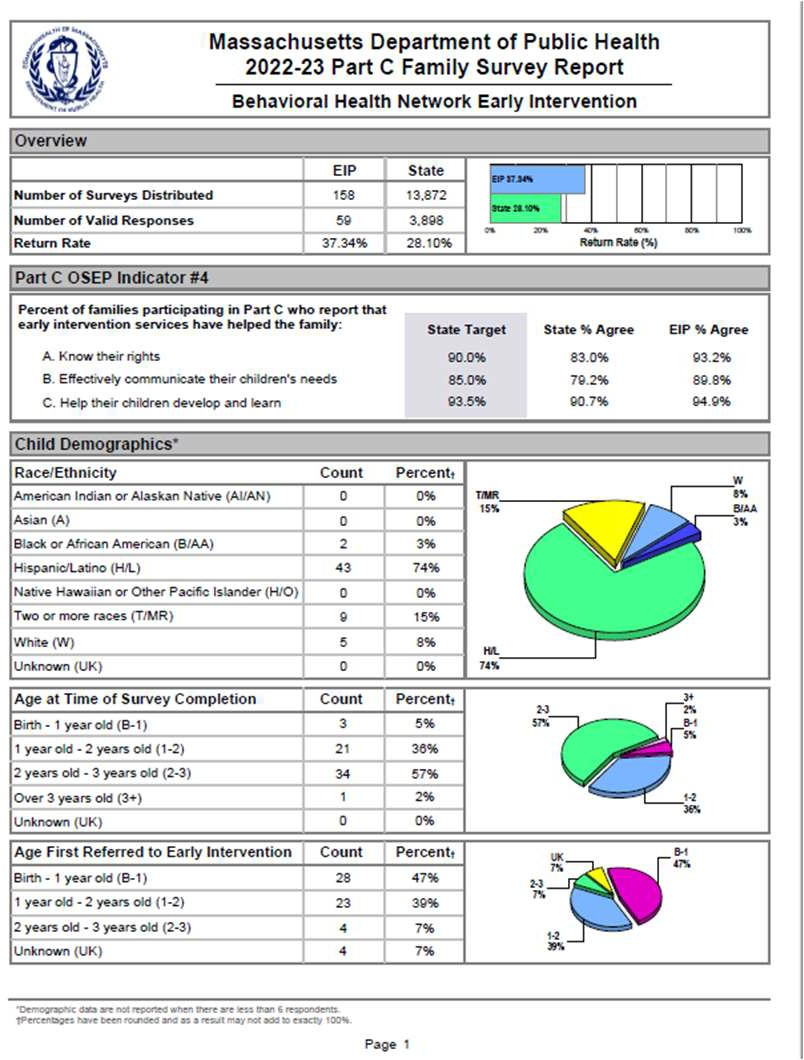 COMMONWEALTH OF MASSACHUSETTS
DEPARTMENT OF PUBLIC HEALTH
Massachusetts Department of Public Health
2022-23 Part C Family Survey Report
Behavioral Health Network Early Intervention
Overview
EIP State
Number of Surveys Distributed 158 13,872
Number of Valid Responses 59 3,898
Return Rate 37.34% 28.10%
EIP 37.34%
State 28.10%
0% 20% 40% 60% 80% 100%
Return Rate (%)
Part C OSEP Indicator #4
Percent of families participating in Part C who report that
early intervention services have helped the family:
State Target State % Agree EIP % Agree
A. Know their rights 90.0% 83.0% 93.2%
B. Effectively communicate their children's needs 85.0% 79.2% 89.8%
C. Help their children develop and learn 93.5% 90.7% 94.9%
Child Demographics*
Race/Ethnicity Count Percent†
American Indian or Alaskan Native (AI/AN) 0 0%
Asian (A) 0 0%
Black or African American (B/AA) 2 3%
Hispanic/Latino (H/L) 43 74%
Native Hawaiian or Other Pacific Islander (H/O) 0 0%
Two or more races (T/MR) 9 15%
White (W) 5 8%
Unknown (UK) 0 0%
T/MR
15%
W
8%
B/AA
3%
H/L
74%
Age at Time of Survey Completion Count Percent†
Birth - 1 year old (B-1) 3 5%
1 year old - 2 years old (1-2) 21 36%
2 years old - 3 years old (2-3) 34 57%
Over 3 years old (3+) 1 2%
Unknown (UK) 0 0%
2-3
57%
3+
2%
B-1
5%
1-2
36%
Age First Referred to Early Intervention Count Percent†
Birth - 1 year old (B-1) 28 47%
1 year old - 2 years old (1-2) 23 39%
2 years old - 3 years old (2-3) 4 7%
Unknown (UK) 4 7%
UK
7%
B-1
47%
2-3
7%
1-2
39%
*Demographic data are not reported when there are less than 6 respondents.
†Percentages have been rounded and as a result may not add to exactly 100%.
Page 1